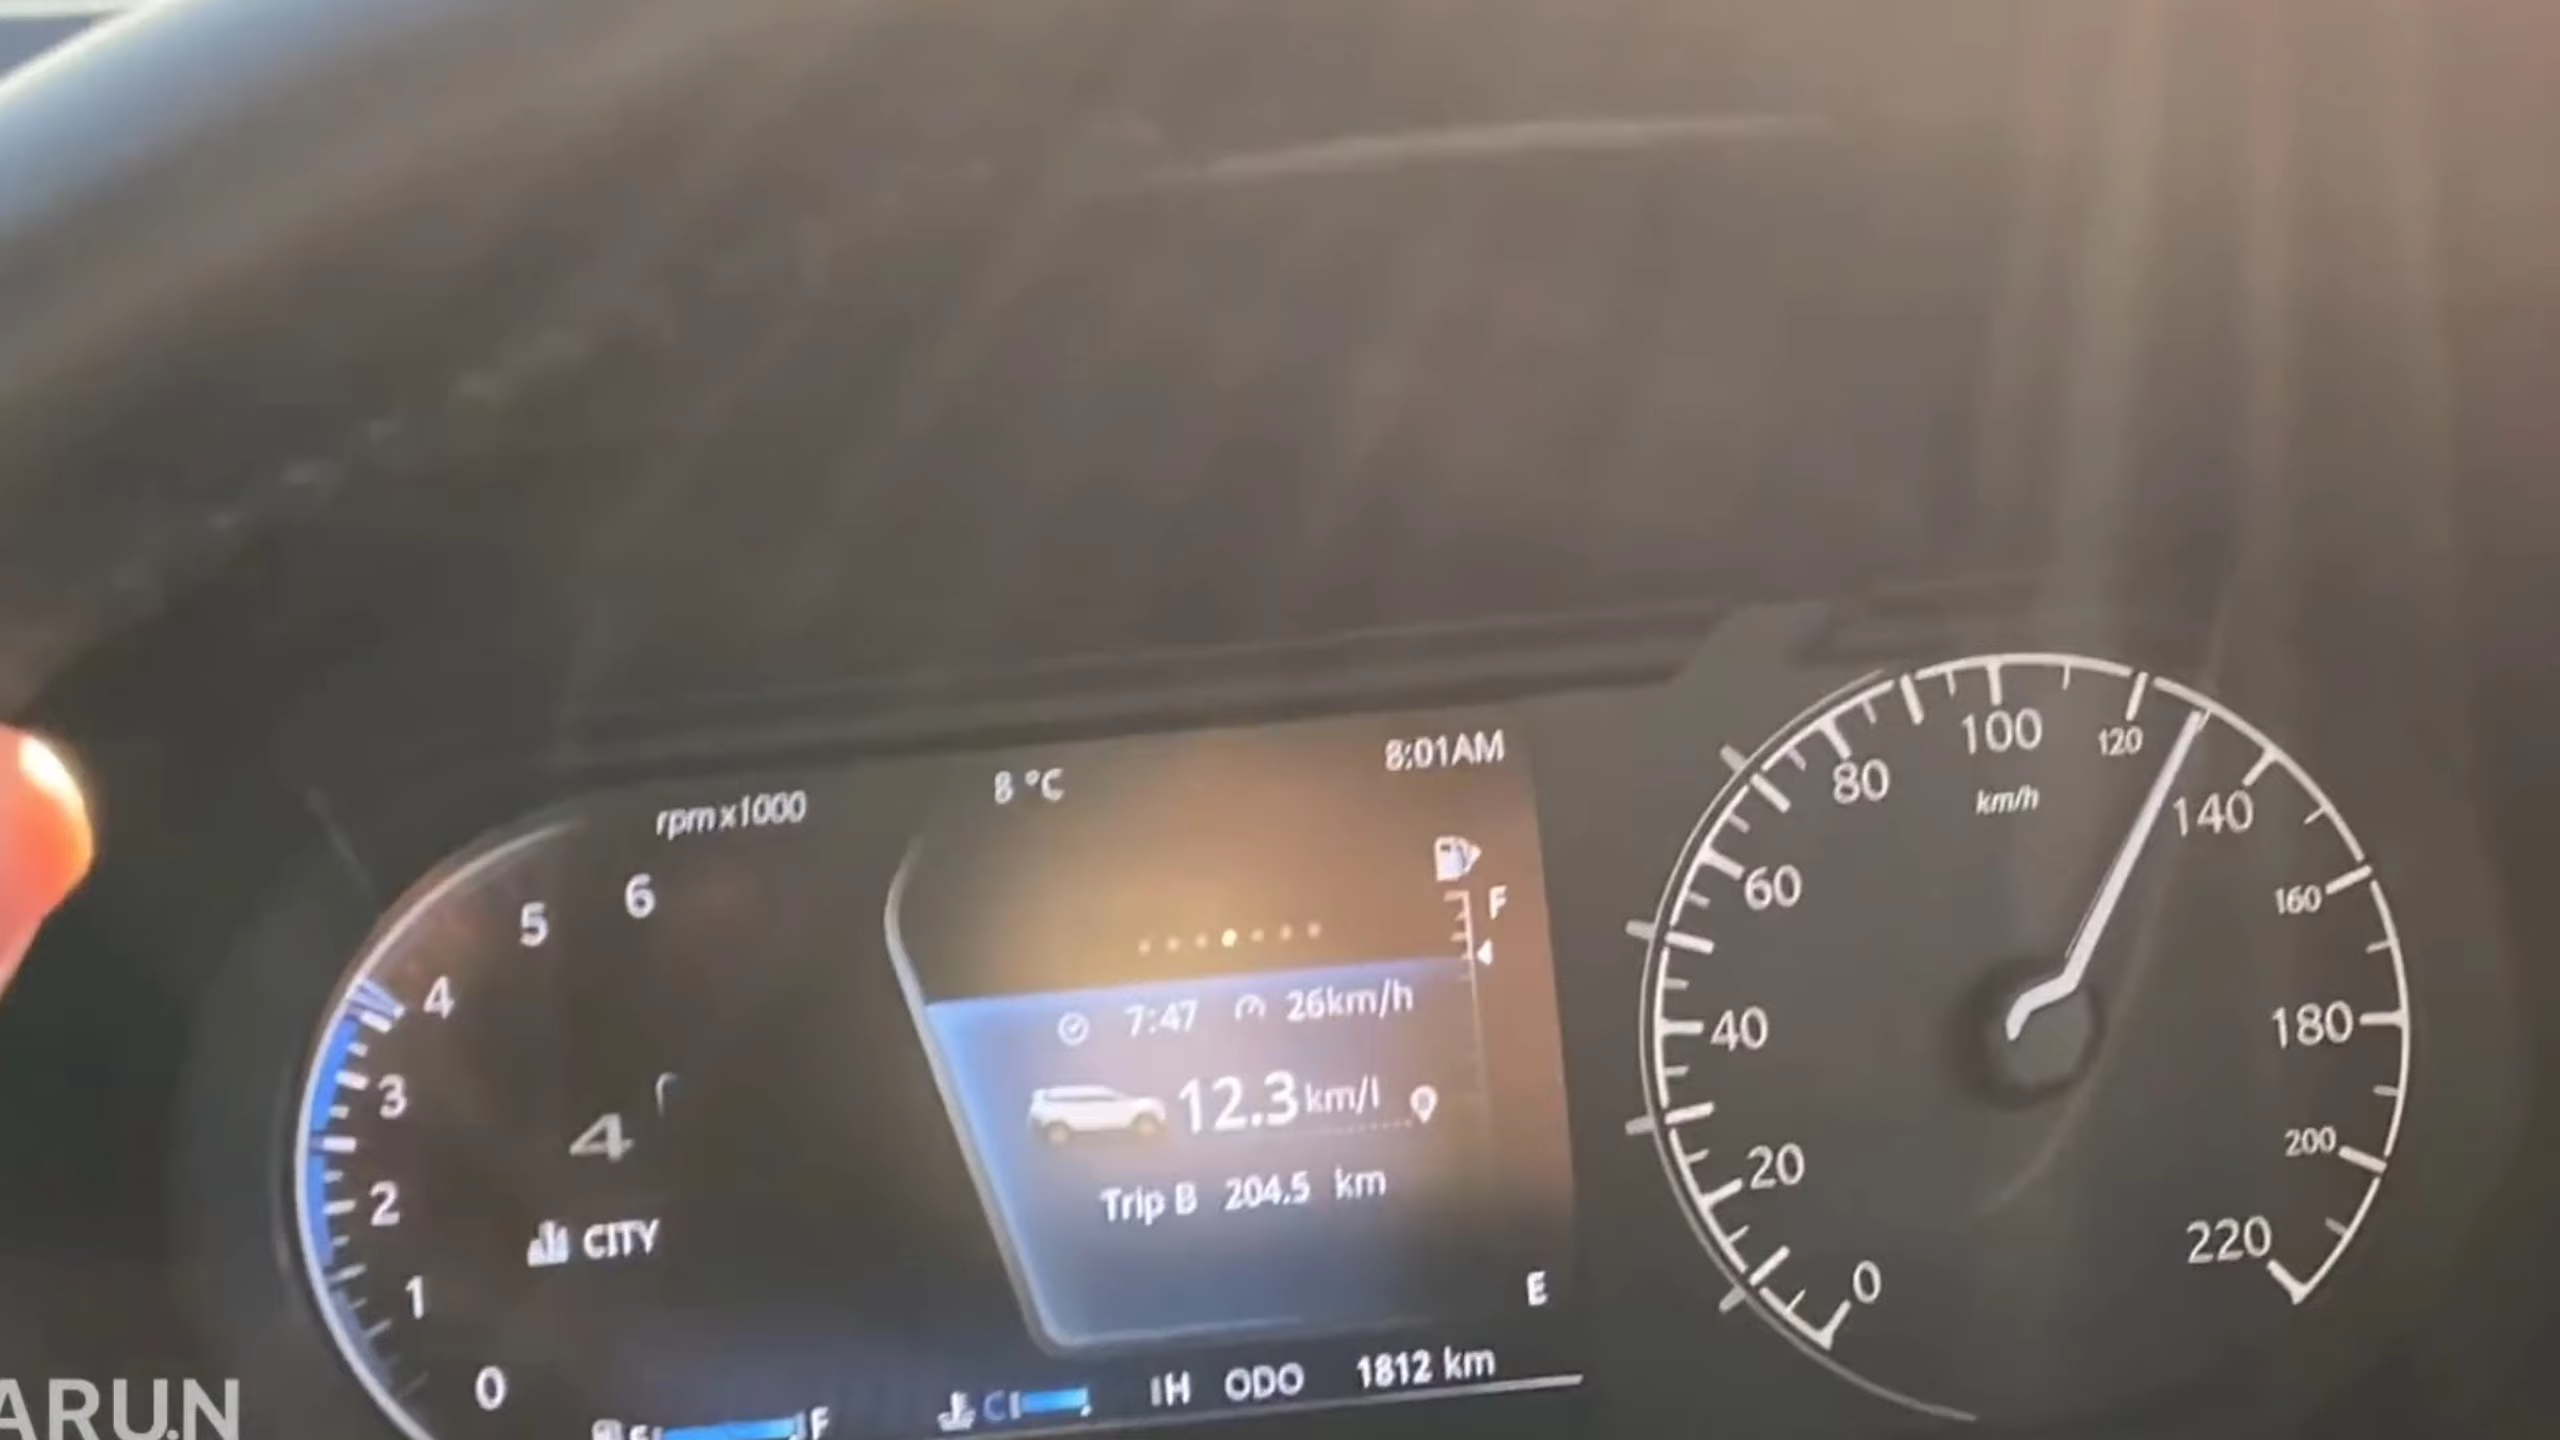 8:01AM
8 °C
rpm x1000
6
5
4
3
2
1
0
4
CITY
F
7:47 26km/h
12.3 km/l
Trip B 204.5 km
E
F
C
H
ODO 1812 km
0
20
40
60
80
100
120
140
160
180
200
220
km/h
ARUN